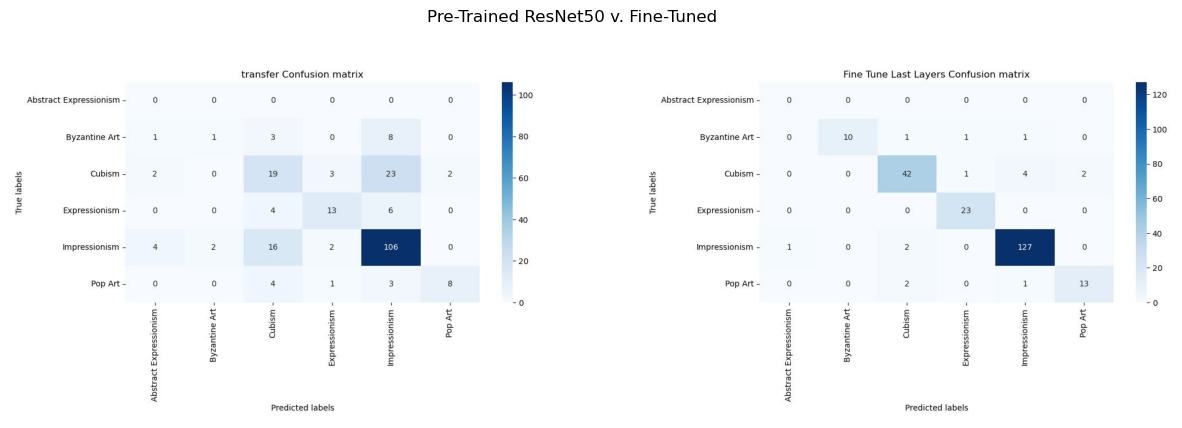 Pre-Trained ResNet50 v. Fine-Tuned
transfer Confusion matrix
True labels
Abstract Expressionism 0 0 0 0 0 0
Byzantine Art 1 1 3 0 8 0
Cubism 2 0 19 3 23 2
Expressionism 0 0 4 13 6 0
Impressionism 4 2 16 2 106 0
Pop Art 0 0 4 1 3 8
Abstract Expressionism
Byzantine Art
Cubism
Expressionism
Impressionism
Pop Art
Predicted labels
100
80
60
40
20
0
Fine Tune Last Layers Confusion matrix
True labels
Abstract Expressionism 0 0 0 0 0 0
Byzantine Art 0 10 1 1 1 0
Cubism 0 0 42 1 4 2
Expressionism 0 0 0 23 0 0
Impressionism 1 0 2 0 127 0
Pop Art 0 0 2 0 1 13
Abstract Expressionism
Byzantine Art
Cubism
Expressionism
Impressionism
Pop Art
Predicted labels
120
100
80
60
40
20
0